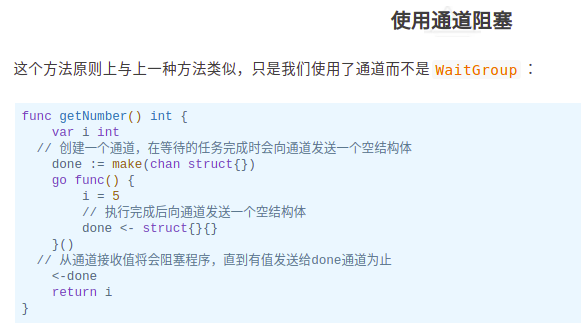 使用通道阻塞
这个方法原则上与上一种方法类似，只是我们使用了通道而不是 WaitGroup ：
func getNumber() int {
    var i int
  // 创建一个通道，在等待的任务完成时会向通道发送一个空结构体
    done := make(chan struct{})
    go func() {
        i = 5
        // 执行完成后向通道发送一个空结构体
        done <- struct{}{}
    }()
  // 从通道接收值将会阻塞程序，直到有值发送给done通道为止
    <-done
    return i
}